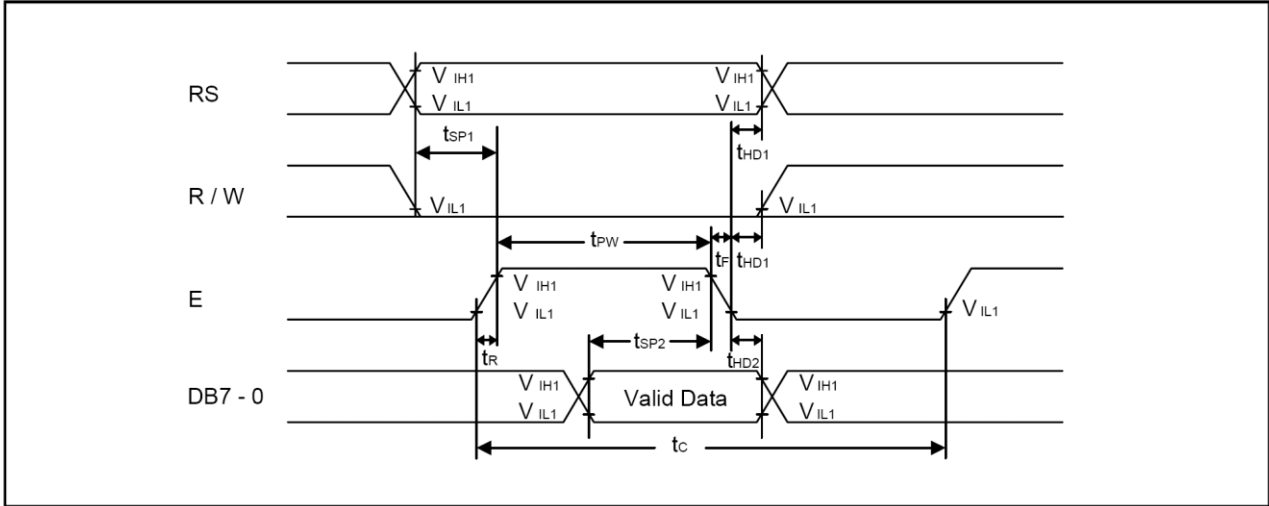 RS
V IH1
V IH1
V IL1
V IL1
tSP1
tHD1
R / W
V IL1
V IL1
tPW
tF
tHD1
E
V IH1
V IH1
V IL1
V IL1
V IL1
tR
tSP2
tHD2
DB7 - 0
V IH1
Valid Data
V IH1
V IL1
V IL1
tC